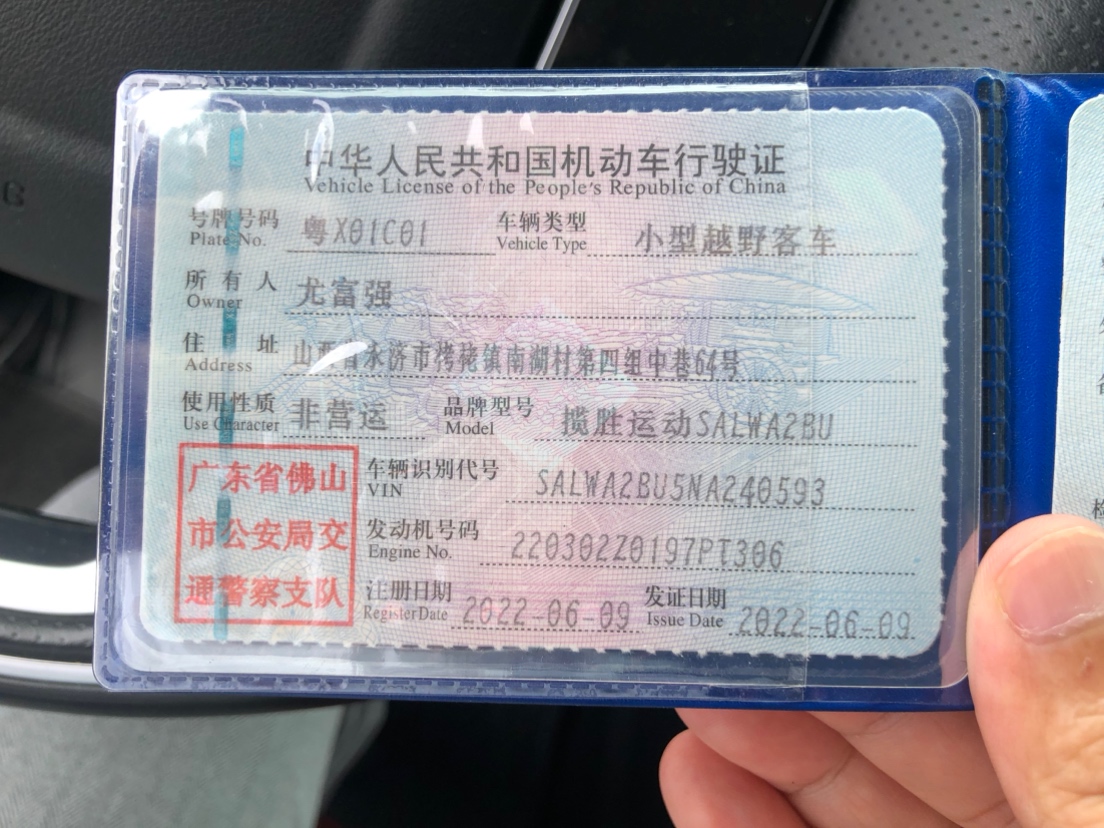 中华人民共和国机动车行驶证
Vehicle License of the People's Republic of China
号牌号码 粤X01C01 车辆类型 小型越野客车
Plate No. Vehicle Type
所有人 尤富强
Owner
住址 山西省永济市栲栳镇南湖村第四组中巷64号
Address
使用性质 非营运 品牌型号 揽胜运动SALWA2BU
Use Character Model
广东省佛山
市公安局交
通警察支队
车辆识别代号 SALWA2BU5NA240593
VIN
发动机号码 220302Z0197PT306
Engine No.
注册日期 2022-06-09 发证日期 2022-06-09
Register Date Issue Date